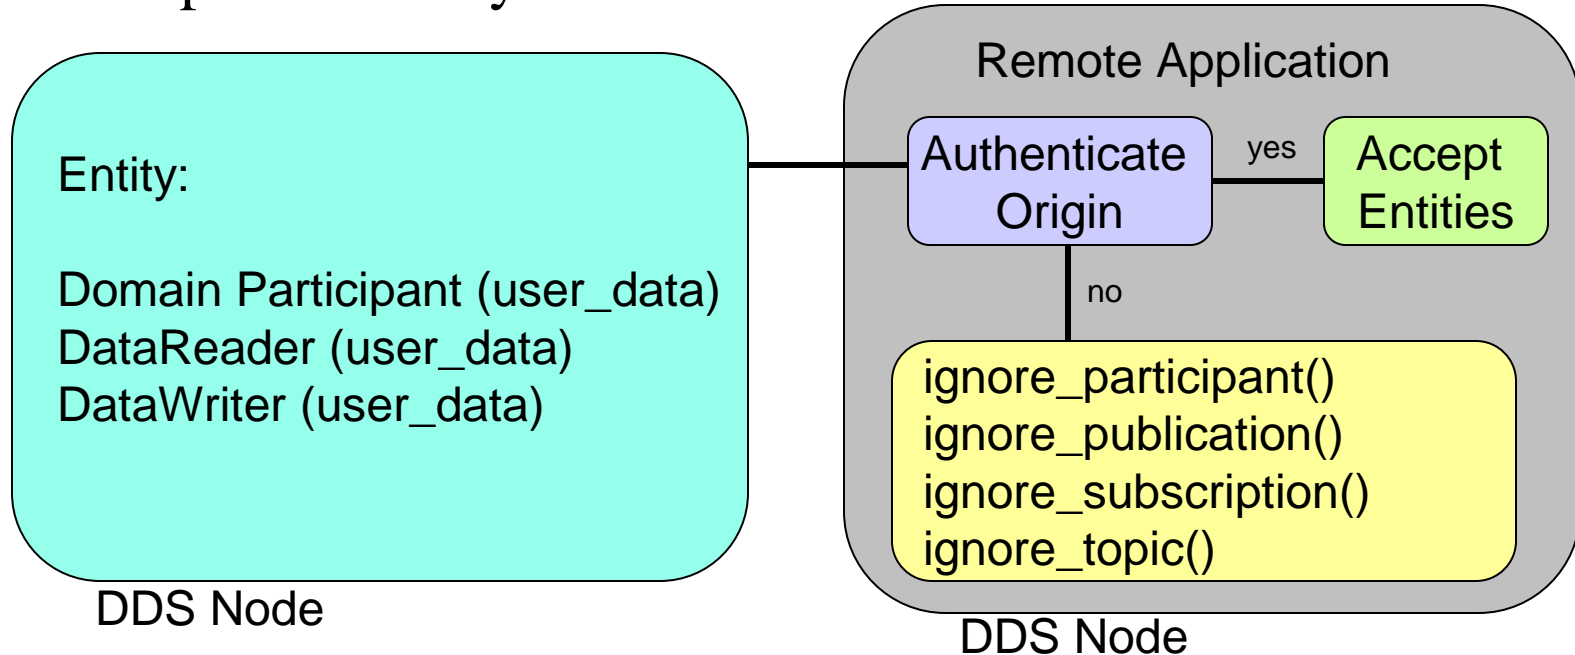 Entity:
Domain Participant (user_data)
DataReader (user_data)
DataWriter (user_data)
DDS Node
Remote Application
Authenticate
Origin
yes
Accept
Entities
no
ignore_participant()
ignore_publication()
ignore_subscription()
ignore_topic()
DDS Node